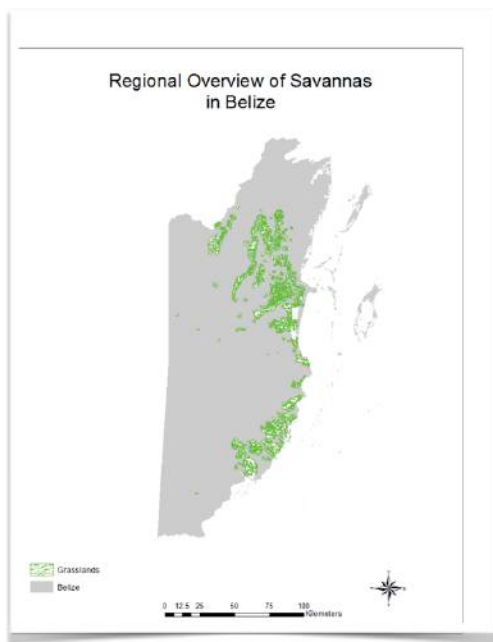 Regional Overview of Savannas
in Belize
Grasslands
Belize
0 12.5 25 50 75 100
Kilometers